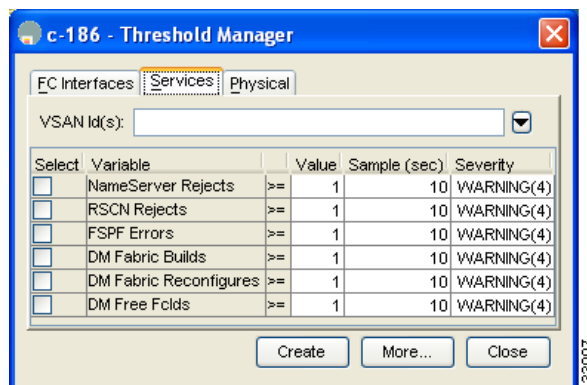 c-186 - Threshold Manager
FC Interfaces Services Physical
VSAN Id(s):
Select Variable Value Sample (sec) Severity
NameServer Rejects >= 1 10 WARNING(4)
RSCN Rejects >= 1 10 WARNING(4)
FSPF Errors >= 1 10 WARNING(4)
DM Fabric Builds >= 1 10 WARNING(4)
DM Fabric Reconfigures >= 1 10 WARNING(4)
DM Free FcIds >= 1 10 WARNING(4)
Create More... Close